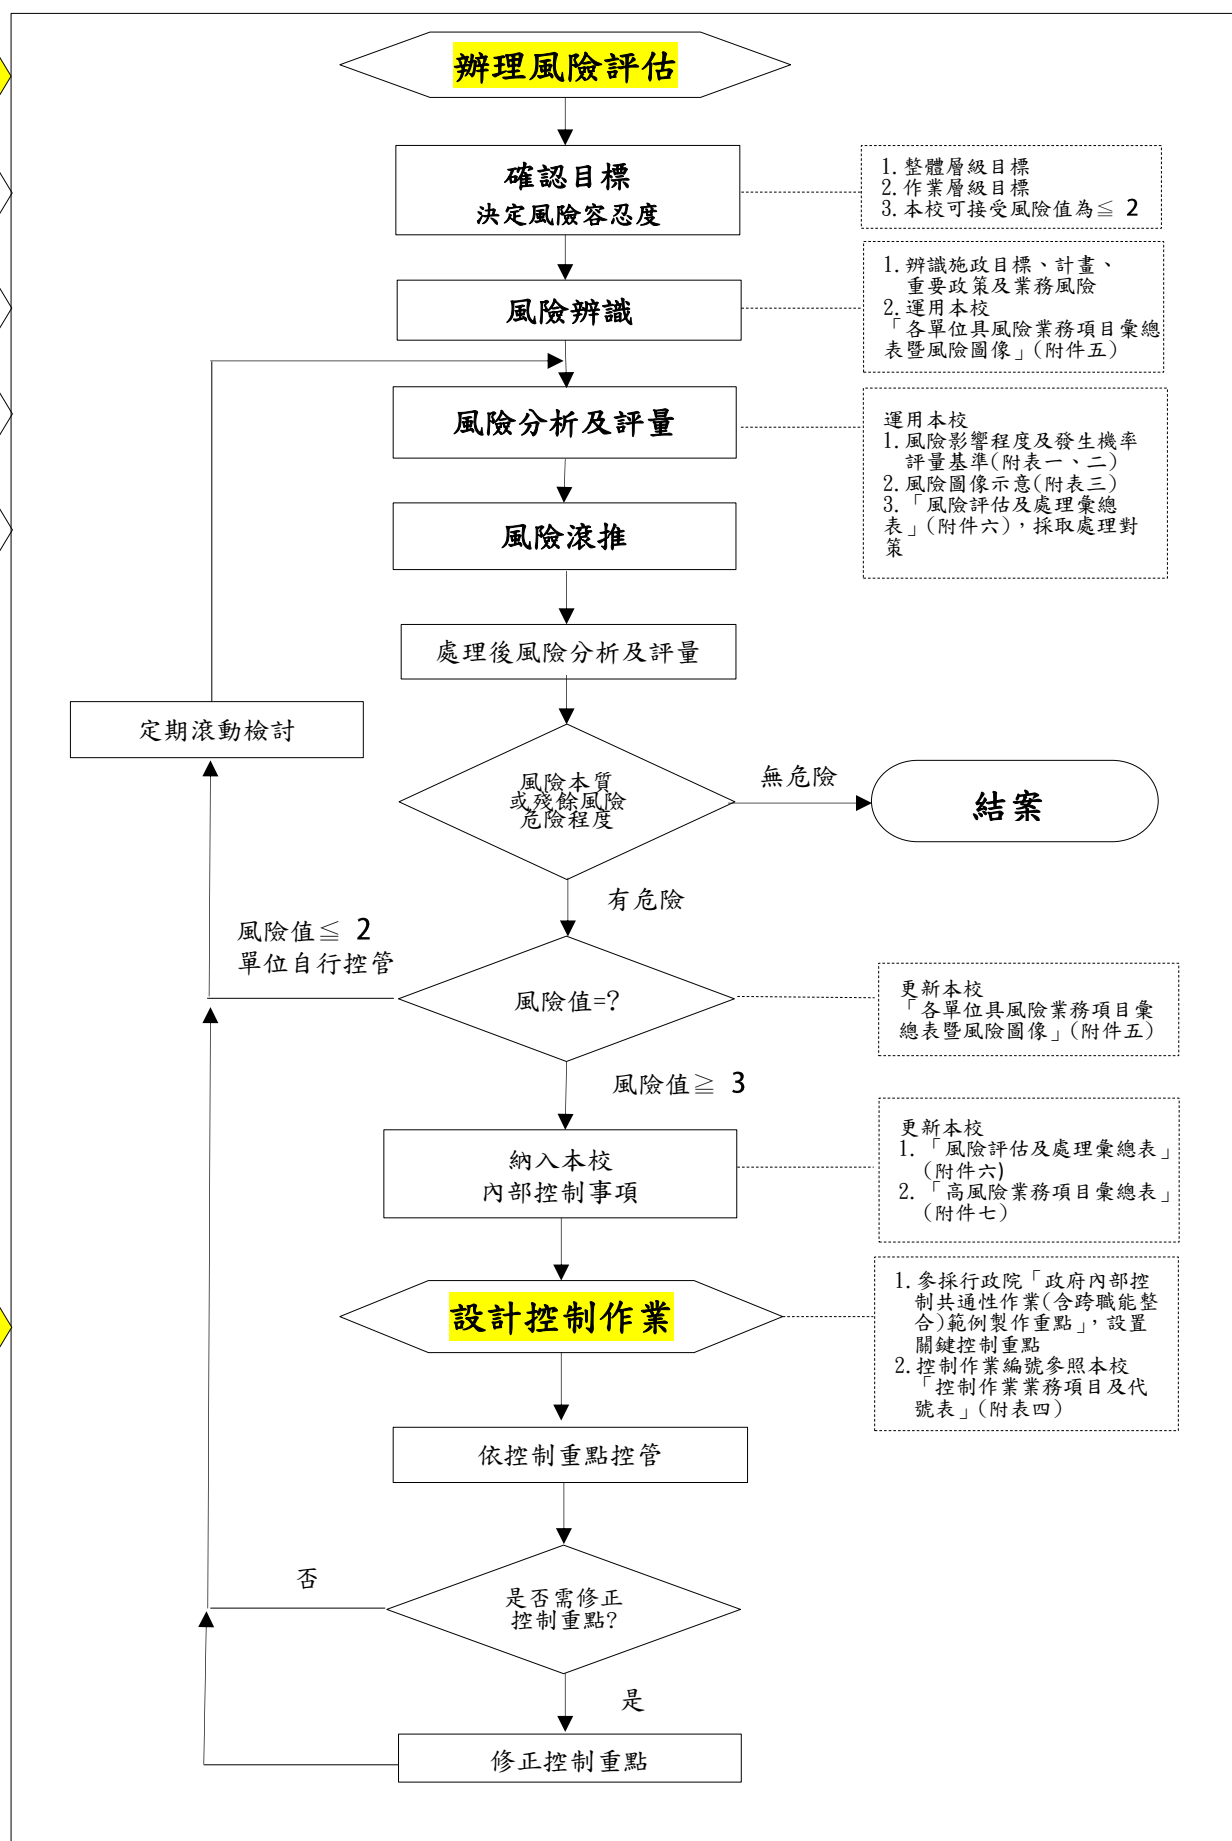 辦理風險評估
確認目標
決定風險容忍度
1.整體層級目標
2.作業層級目標
3.本校可接受風險值為≦ 2
風險辨識
1.辨識施政目標、計畫、
重要政策及業務風險
2.運用本校
「各單位具風險業務項目彙總
表暨風險圖像」(附件五)
風險分析及評量
運用本校
1.風險影響程度及發生機率
評量基準(附表一、二)
2.風險圖像示意(附表三)
3.「風險評估及處理彙總
表」(附件六)，採取處理對
策
風險滾推
處理後風險分析及評量
定期滾動檢討
風險本質
或殘餘風險
危險程度
無危險
結案
有危險
風險值≦ 2
單位自行控管
風險值=?
更新本校
「各單位具風險業務項目彙
總表暨風險圖像」(附件五)
風險值≧ 3
納入本校
內部控制事項
更新本校
1.「風險評估及處理彙總表」
(附件六)
2.「高風險業務項目彙總表」
(附件七)
設計控制作業
1.參採行政院「政府內部控
制共通性作業(含跨職能整
合)範例製作重點」，設置
關鍵控制重點
2.控制作業編號參照本校
「控制作業業務項目及代
號表」(附表四)
依控制重點控管
否
是否需修正
控制重點?
是
修正控制重點